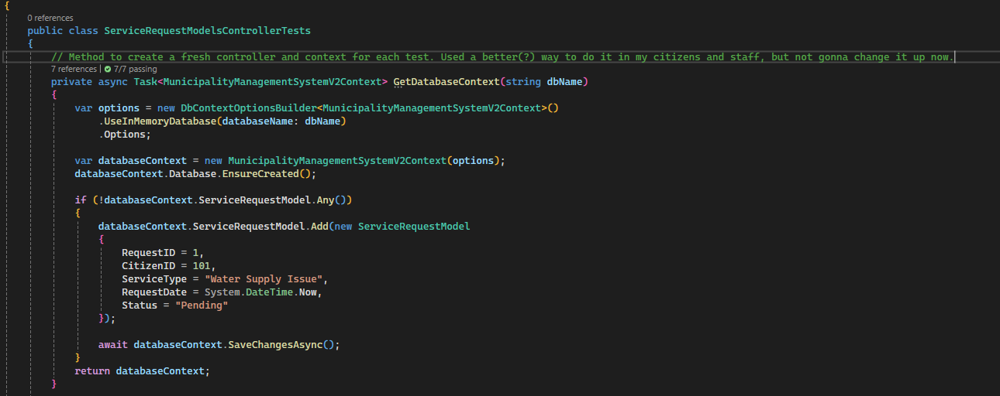 {
0 references
public class ServiceRequestModelsControllerTests
{
// Method to create a fresh controller and context for each test. Used a better(?) way to do it in my citizens and staff, but not gonna change it up now.
7 references | 7/7 passing
private async Task<MunicipalityManagementSystemV2Context> GetDatabaseContext(string dbName)
{
var options = new DbContextOptionsBuilder<MunicipalityManagementSystemV2Context>()
.UseInMemoryDatabase(databaseName: dbName)
.Options;
var databaseContext = new MunicipalityManagementSystemV2Context(options);
databaseContext.Database.EnsureCreated();
if (!databaseContext.ServiceRequestModel.Any())
{
databaseContext.ServiceRequestModel.Add(new ServiceRequestModel
{
RequestID = 1,
CitizenID = 101,
ServiceType = "Water Supply Issue",
RequestDate = System.DateTime.Now,
Status = "Pending"
});
await databaseContext.SaveChangesAsync();
}
return databaseContext;
}